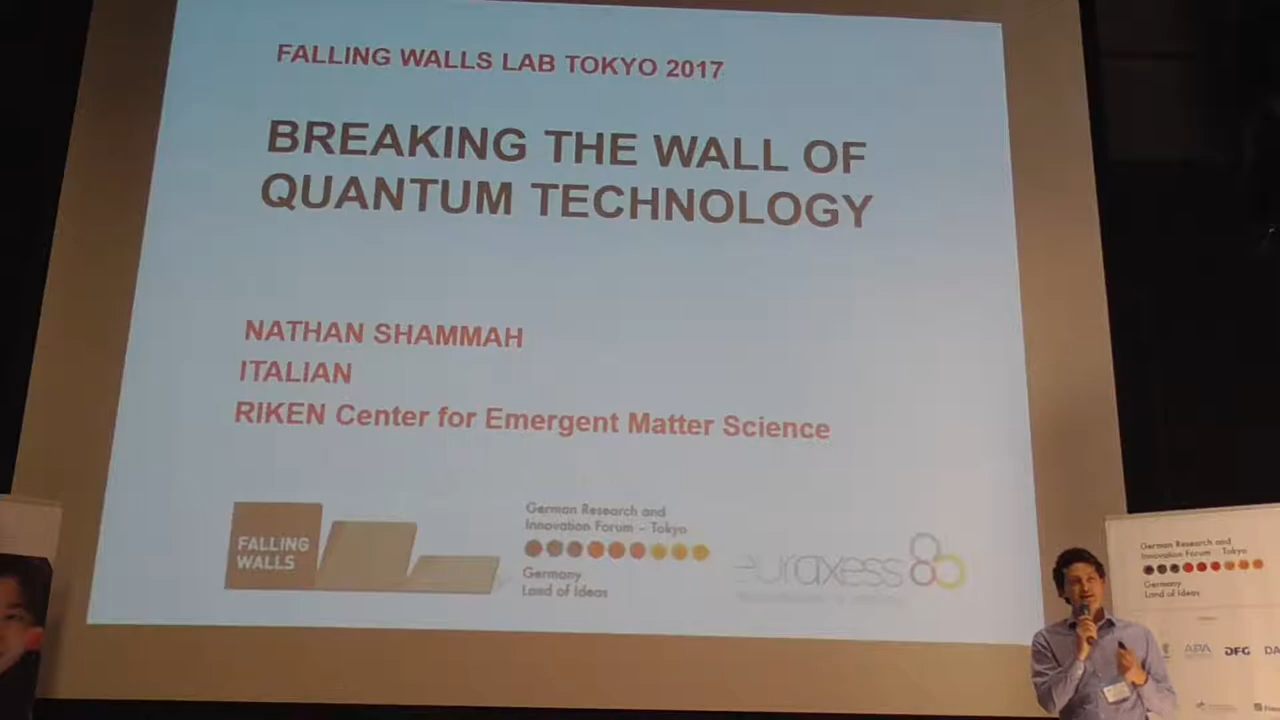 FALLING WALLS LAB TOKYO 2017
BREAKING THE WALL OF
QUANTUM TECHNOLOGY
NATHAN SHAMMAH
ITALIAN
RIKEN Center for Emergent Matter Science
FALLING
WALLS
German Research and
Innovation Forum – Tokyo
Germany
Land of Ideas
euraxess
German Research and
Innovation Forum Tokyo
Germany
Land of Ideas
APA
DFG
DA